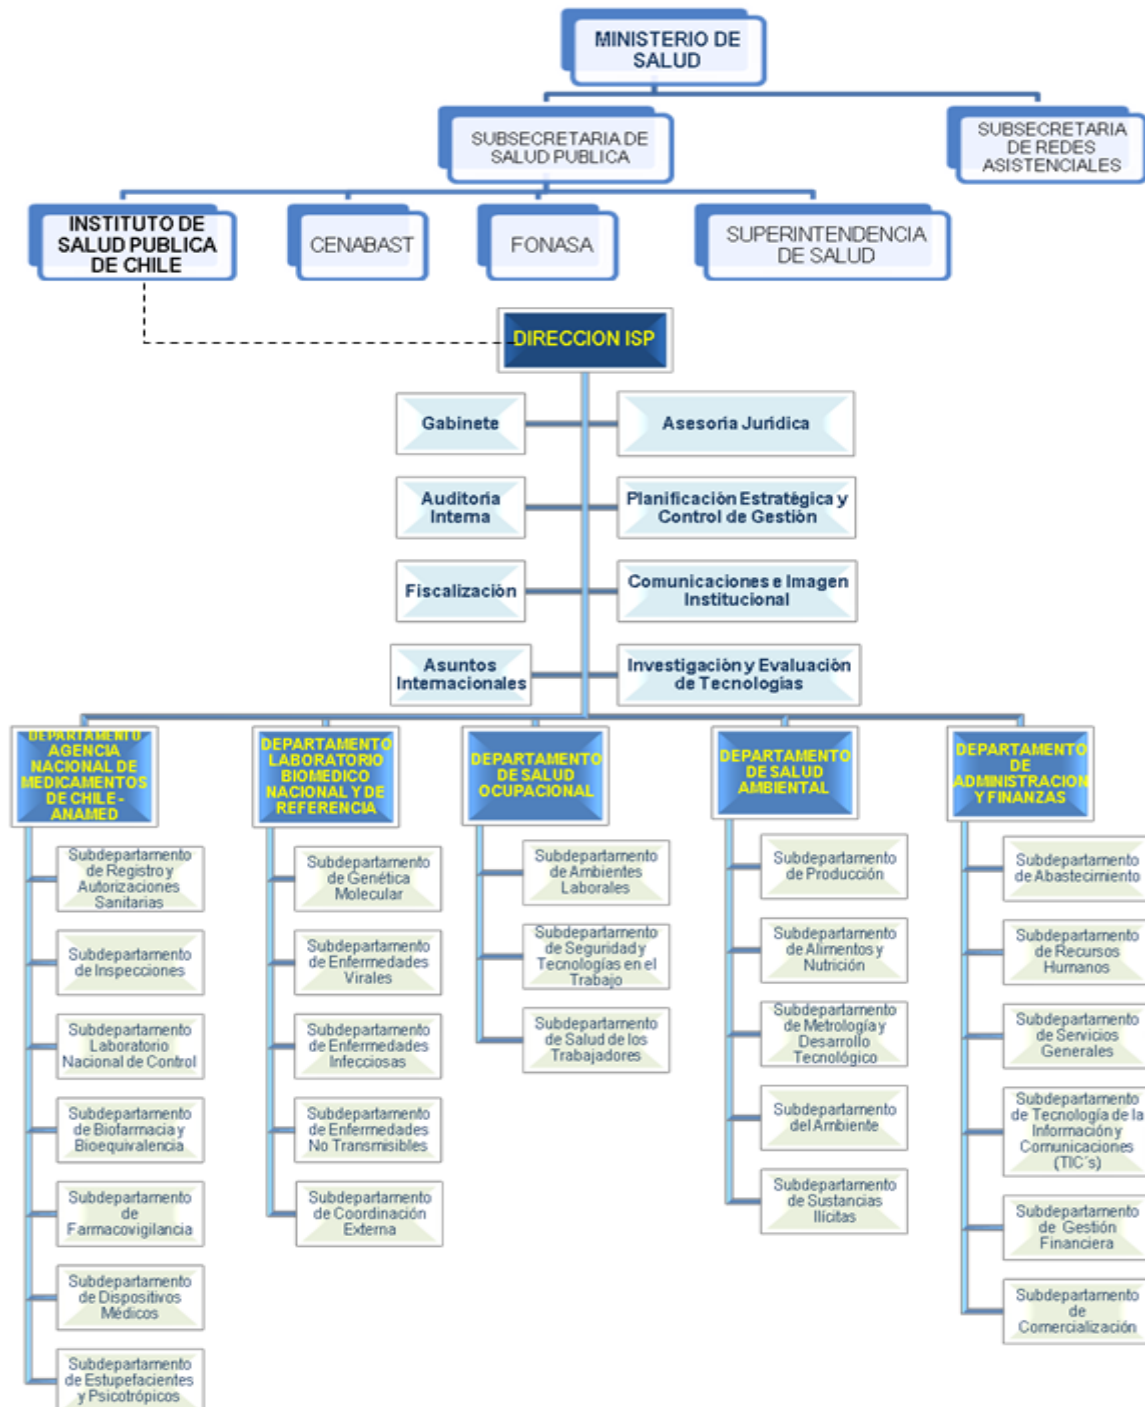 MINISTERIO DE
SALUD
SUBSECRETARIA DE
SALUD PUBLICA
SUBSECRETARIA
DE REDES
ASISTENCIALES
INSTITUTO DE
SALUD PUBLICA
DE CHILE
CENABAST
FONASA
SUPERINTENDENCIA
DE SALUD
DIRECCION ISP
Gabinete
Asesoría Jurídica
Auditoría
Interna
Planificación Estratégica y
Control de Gestión
Fiscalización
Comunicaciones e Imagen
Institucional
Asuntos
Internacionales
Investigación y Evaluación
de Tecnologías
DEPARTAMENTO
AGENCIA
NACIONAL DE
MEDICAMENTOS
DE CHILE -
ANAMED
DEPARTAMENTO
LABORATORIO
BIOMEDICO
NACIONAL Y DE
REFERENCIA
DEPARTAMENTO
DE SALUD
OCUPACIONAL
DEPARTAMENTO
DE SALUD
AMBIENTAL
DEPARTAMENTO
DE
ADMINISTRACION
Y FINANZAS
Subdepartamento
de Registro y
Autorizaciones
Sanitarias
Subdepartamento
de Inspecciones
Subdepartamento
Laboratorio
Nacional de Control
Subdepartamento
de Biofarmacia y
Bioequivalencia
Subdepartamento
de
Farmacovigilancia
Subdepartamento
de Dispositivos
Médicos
Subdepartamento
de Estupefacientes
y Psicotrópicos
Subdepartamento
de Genética
Molecular
Subdepartamento
de Enfermedades
Virales
Subdepartamento
de Enfermedades
Infecciosas
Subdepartamento
de Enfermedades
No Transmisibles
Subdepartamento
de Coordinación
Externa
Subdepartamento
de Ambientes
Laborales
Subdepartamento
de Seguridad y
Tecnologías en el
Trabajo
Subdepartamento
de Salud de los
Trabajadores
Subdepartamento
de Producción
Subdepartamento
de Alimentos y
Nutrición
Subdepartamento
de Metrología y
Desarrollo
Tecnológico
Subdepartamento
del Ambiente
Subdepartamento
de Sustancias
Ilícitas
Subdepartamento
de Abastecimiento
Subdepartamento
de Recursos
Humanos
Subdepartamento
de Servicios
Generales
Subdepartamento
de Tecnología de la
Información y
Comunicaciones
(TIC´s)
Subdepartamento
de Gestión
Financiera
Subdepartamento
de
Comercialización